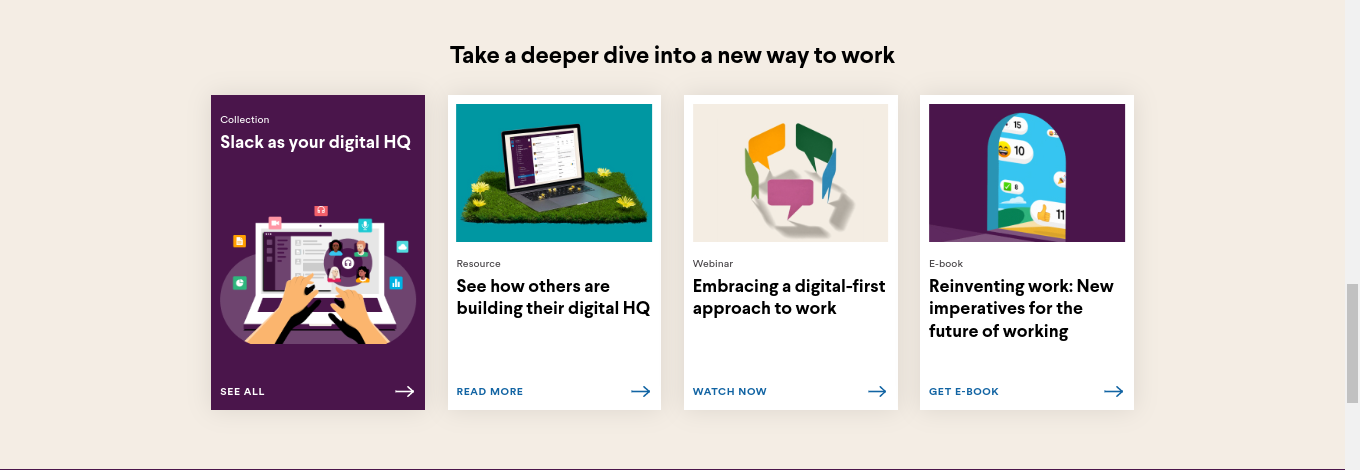 Take a deeper dive into a new way to work
Collection
Slack as your digital HQ
SEE ALL
Resource
See how others are
building their digital HQ
READ MORE
Webinar
Embracing a digital-first
approach to work
WATCH NOW
15
10
8
11
E-book
Reinventing work: New
imperatives for the
future of working
GET E-BOOK